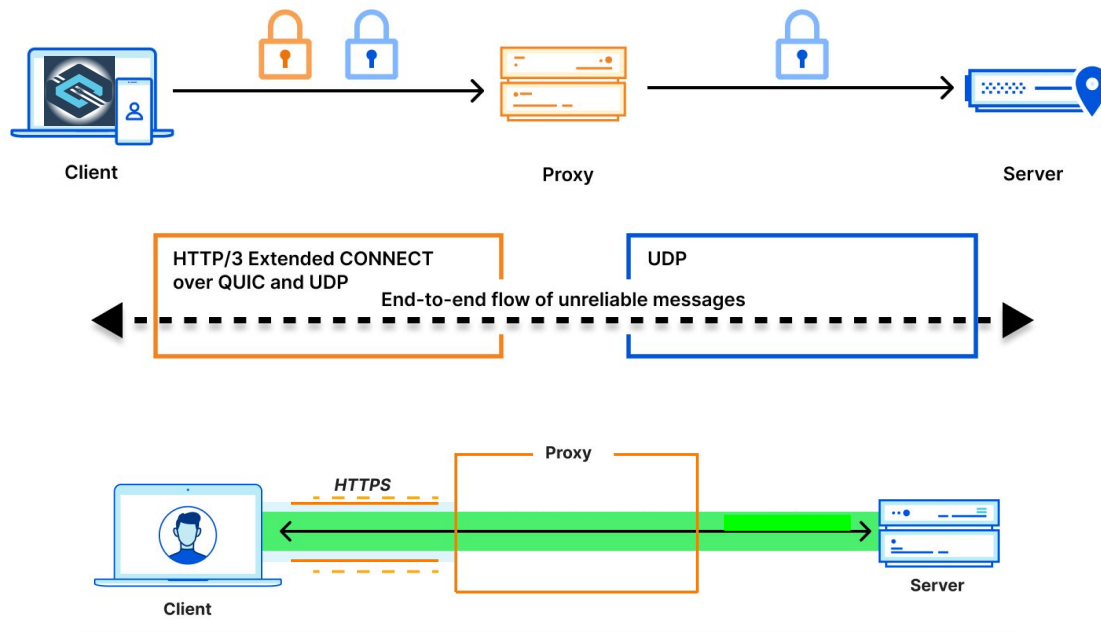 Client
Proxy
Server
HTTP/3 Extended CONNECT
over QUIC and UDP
UDP
End-to-end flow of unreliable messages
Proxy
HTTPS
Server
Client